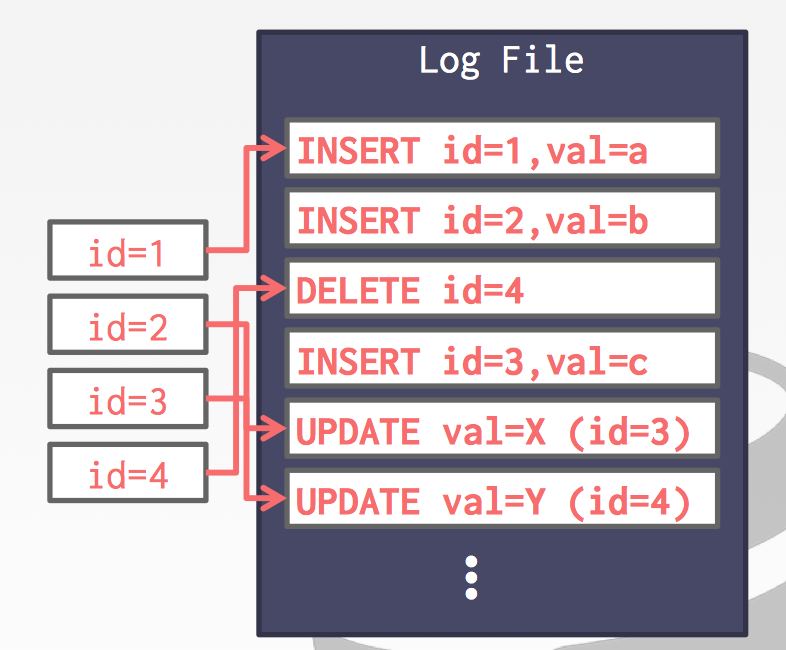 Log File
INSERT id=1,val=a
INSERT id=2,val=b
DELETE id=4
INSERT id=3,val=c
UPDATE val=X (id=3)
UPDATE val=Y (id=4)
id=1
id=2
id=3
id=4